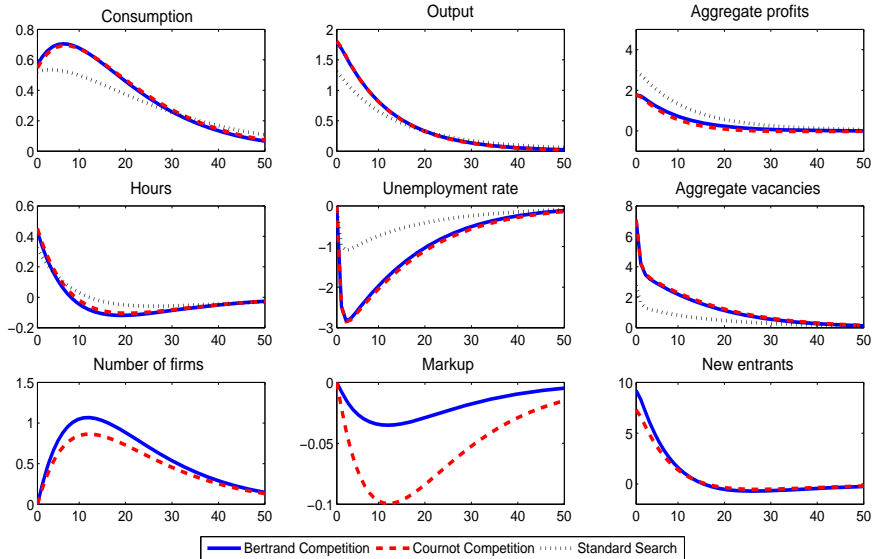 Consumption
Output
Aggregate profits
0.8
0.6
0.4
0.2
0
0 10 20 30 40 50
2
1.5
1
0.5
0
0 10 20 30 40 50
4
2
0
0 10 20 30 40 50
Hours
Unemployment rate
Aggregate vacancies
0.6
0.4
0.2
0
−0.2
0 10 20 30 40 50
0
−1
−2
−3
0 10 20 30 40 50
8
6
4
2
0
0 10 20 30 40 50
Number of firms
Markup
New entrants
1.5
1
0.5
0
0 10 20 30 40 50
0
−0.05
−0.1
0 10 20 30 40 50
10
5
0
0 10 20 30 40 50
Bertrand Competition Cournot Competition Standard Search